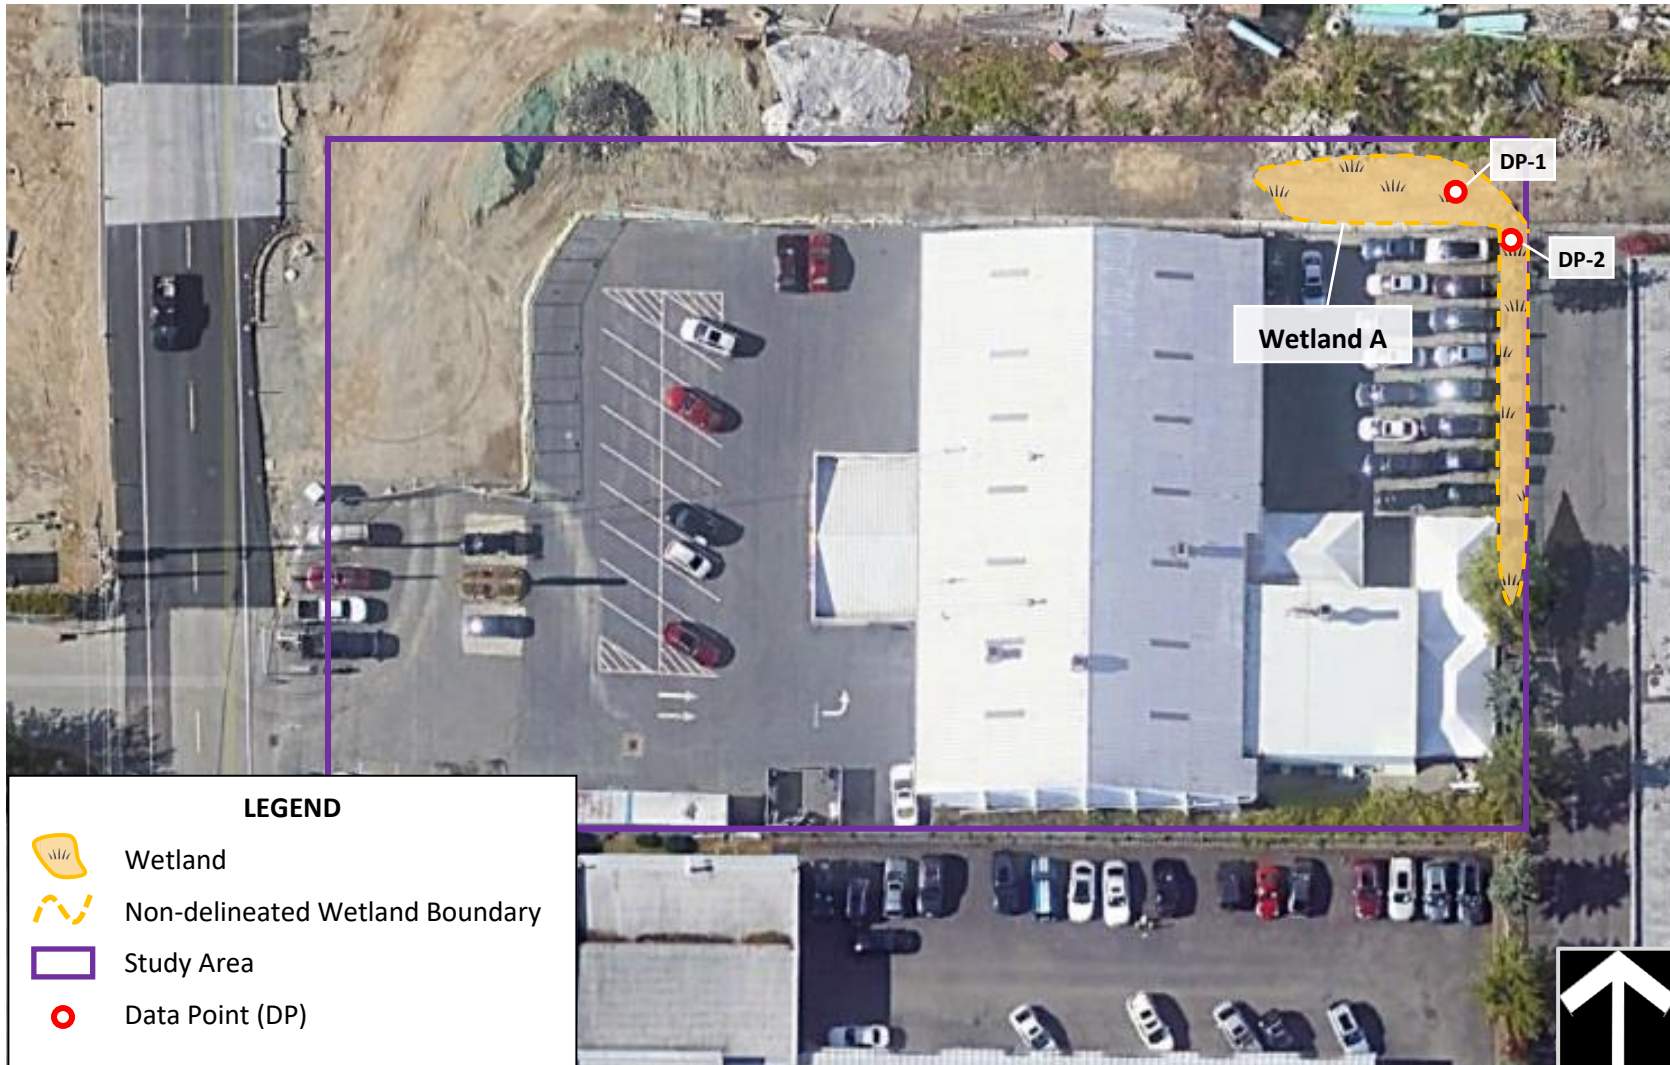 DP-1
DP-2
Wetland A
LEGEND
Wetland
Non-delineated Wetland Boundary
Study Area
Data Point (DP)